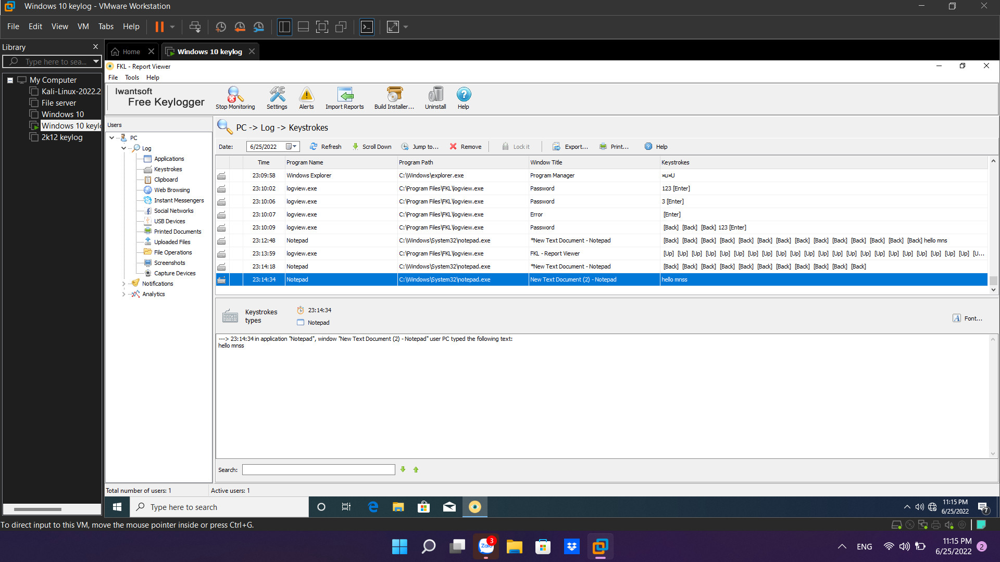 Windows 10 keylog - VMware Workstation
File Edit View VM Tabs Help
Library
Home
Windows 10 keylog
Type here to sea...
My Computer
Kali-Linux-2022.2
File server
Windows 10
Windows 10 keylo
2k12 keylog
FKL - Report Viewer
File Tools Help
Iwantsoft
Free Keylogger
Stop Monitoring
Settings
Alerts
Import Reports
Build Installer...
Uninstall
Help
Users
PC
Log
Applications
Keystrokes
Clipboard
Web Browsing
Instant Messengers
Social Networks
USB Devices
Printed Documents
Uploaded Files
File Operations
Screenshots
Capture Devices
Notifications
Analytics
PC -> Log -> Keystrokes
Date: 6/25/2022 Refresh Scroll Down Jump to... Remove Lock it Export... Print... Help
Time Program Name Program Path Window Title Keystrokes
23:09:58 Windows Explorer C:\Windows\explorer.exe Program Manager ¤u¤U
23:10:02 logview.exe C:\Program Files\FKL\logview.exe Password 123 [Enter]
23:10:06 logview.exe C:\Program Files\FKL\logview.exe Password 3 [Enter]
23:10:07 logview.exe C:\Program Files\FKL\logview.exe Error [Enter]
23:10:09 logview.exe C:\Program Files\FKL\logview.exe Password [Back] [Back] [Back] 123 [Enter]
23:12:48 Notepad C:\Windows\System32\notepad.exe *New Text Document - Notepad [Back] [Back] [Back] [Back] [Back] [Back] [Back] [Back] [Back] [Back] [Back] [Back] [Back] [Back] hello mns
23:13:59 logview.exe C:\Program Files\FKL\logview.exe FKL - Report Viewer [Up] [Up] [Up] [Up] [Up] [Up] [Up] [Up] [Up] [Up] [Up] [Up] [Up] [Up] [Up] [Up] [Up] [Up] [Up] [Up] [Up] [Up] [U...
23:14:18 Notepad C:\Windows\System32\notepad.exe *New Text Document - Notepad [Back] [Back] [Back] [Back] [Back] [Back] [Back] [Back] [Back] [Back] [Back]
23:14:34 Notepad C:\Windows\System32\notepad.exe New Text Document (2) - Notepad hello mnss
Keystrokes types
23:14:34
Notepad
Font...
---> 23:14:34 in application "Notepad", window "New Text Document (2) - Notepad" user PC typed the following text:
hello mnss
Search:
Total number of users: 1
Active users: 1
Type here to search
11:15 PM
6/25/2022
7
To direct input to this VM, move the mouse pointer inside or press Ctrl+G.
Zalo
3
ENG
11:15 PM
6/25/2022
2